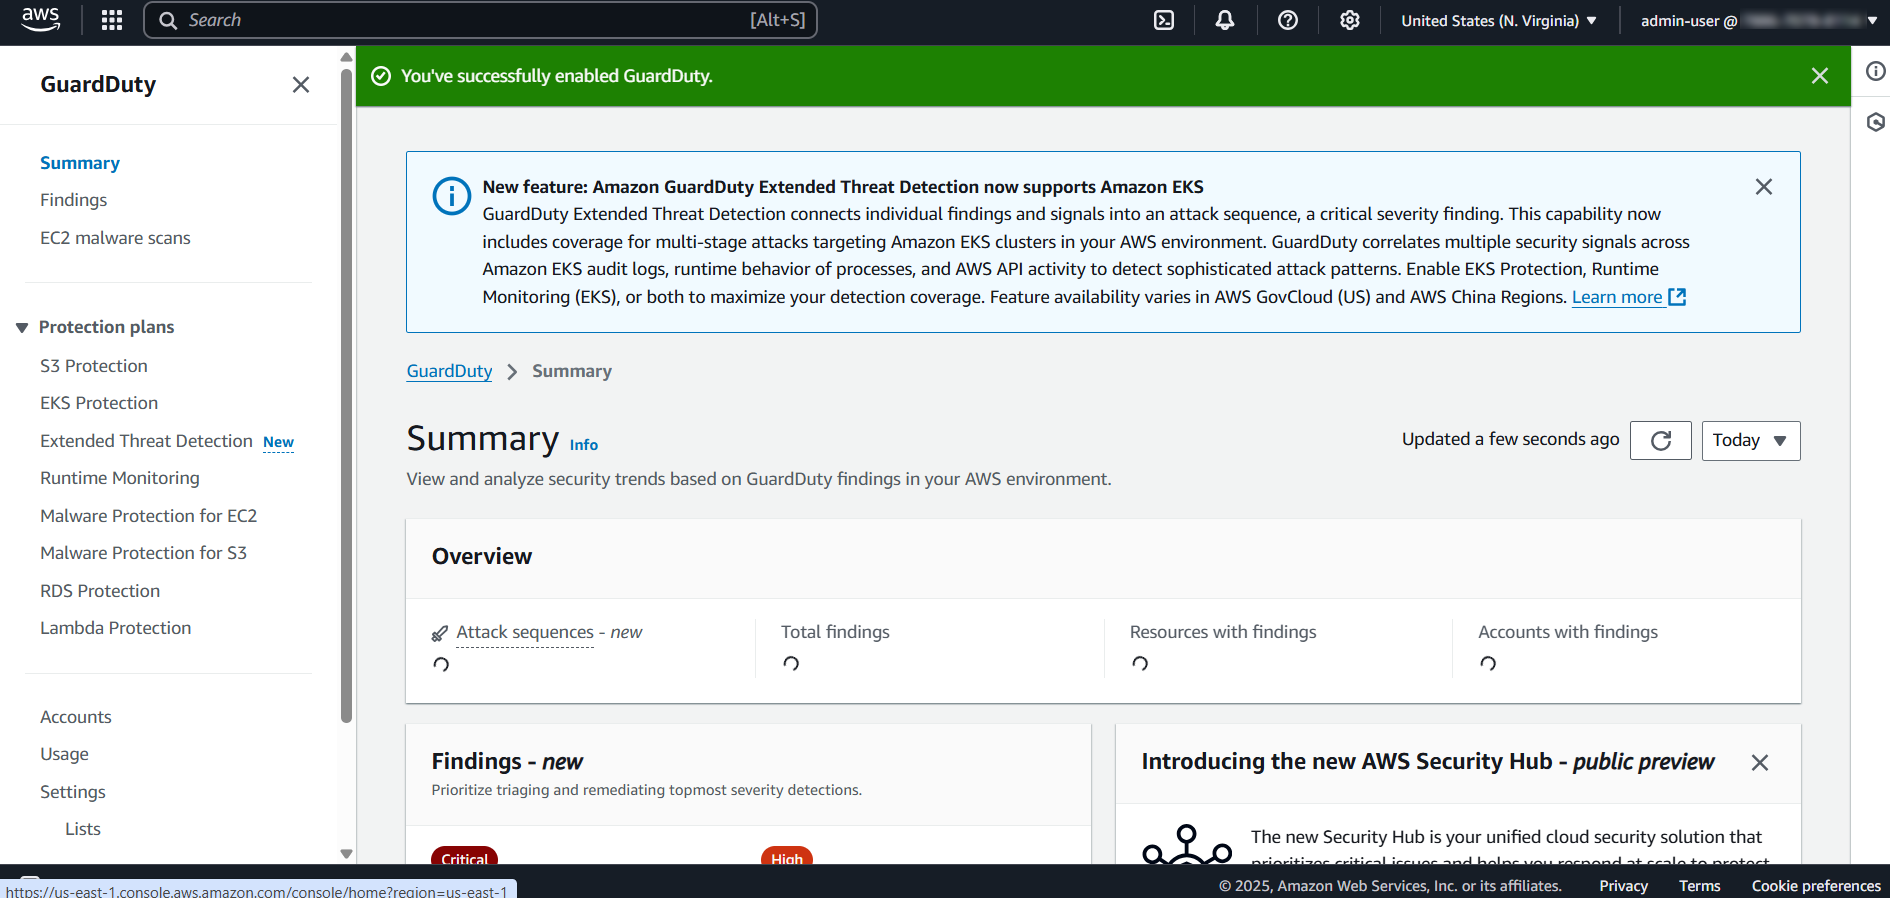 aws
Search [Alt+S]
United States (N. Virginia)
admin-user @
GuardDuty
Summary
Findings
EC2 malware scans
Protection plans
S3 Protection
EKS Protection
Extended Threat Detection New
Runtime Monitoring
Malware Protection for EC2
Malware Protection for S3
RDS Protection
Lambda Protection
Accounts
Usage
Settings
Lists
You've successfully enabled GuardDuty.
New feature: Amazon GuardDuty Extended Threat Detection now supports Amazon EKS
GuardDuty Extended Threat Detection connects individual findings and signals into an attack sequence, a critical severity finding. This capability now
includes coverage for multi-stage attacks targeting Amazon EKS clusters in your AWS environment. GuardDuty correlates multiple security signals across
Amazon EKS audit logs, runtime behavior of processes, and AWS API activity to detect sophisticated attack patterns. Enable EKS Protection, Runtime
Monitoring (EKS), or both to maximize your detection coverage. Feature availability varies in AWS GovCloud (US) and AWS China Regions. Learn more
GuardDuty > Summary
Summary Info
Updated a few seconds ago
Today
View and analyze security trends based on GuardDuty findings in your AWS environment.
Overview
Attack sequences - new
Total findings
Resources with findings
Accounts with findings
Findings - new
Prioritize triaging and remediating topmost severity detections.
Critical
High
Introducing the new AWS Security Hub - public preview
The new Security Hub is your unified cloud security solution that
prioritizes critical issues and helps you respond at scale to protect
https://us-east-1.console.aws.amazon.com/console/home?region=us-east-1
© 2025, Amazon Web Services, Inc. or its affiliates.
Privacy
Terms
Cookie preferences